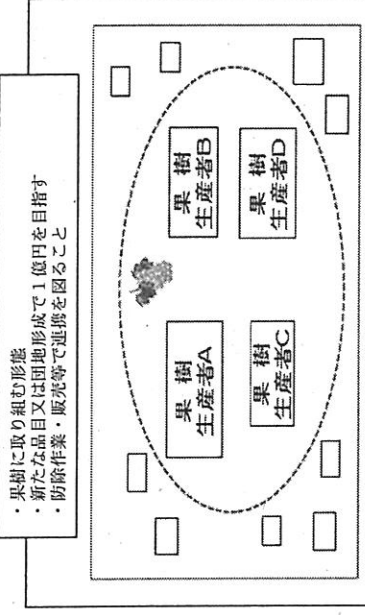 ・果樹に取り組む形態
・新たな品目又は団地形成で1億円を目指す
・防除作業・販売等で連携を図ること
果樹
生産者A
果樹
生産者B
果樹
生産者C
果樹
生産者D